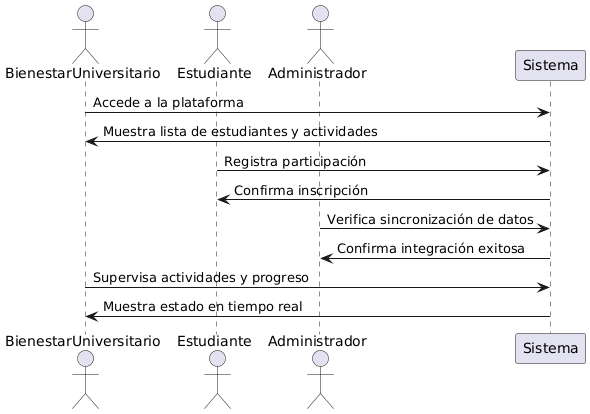 BienestarUniversitario Estudiante Administrador Sistema
Accede a la plataforma
Muestra lista de estudiantes y actividades
Registra participación
Confirma inscripción
Verifica sincronización de datos
Confirma integración exitosa
Supervisa actividades y progreso
Muestra estado en tiempo real
BienestarUniversitario Estudiante Administrador Sistema